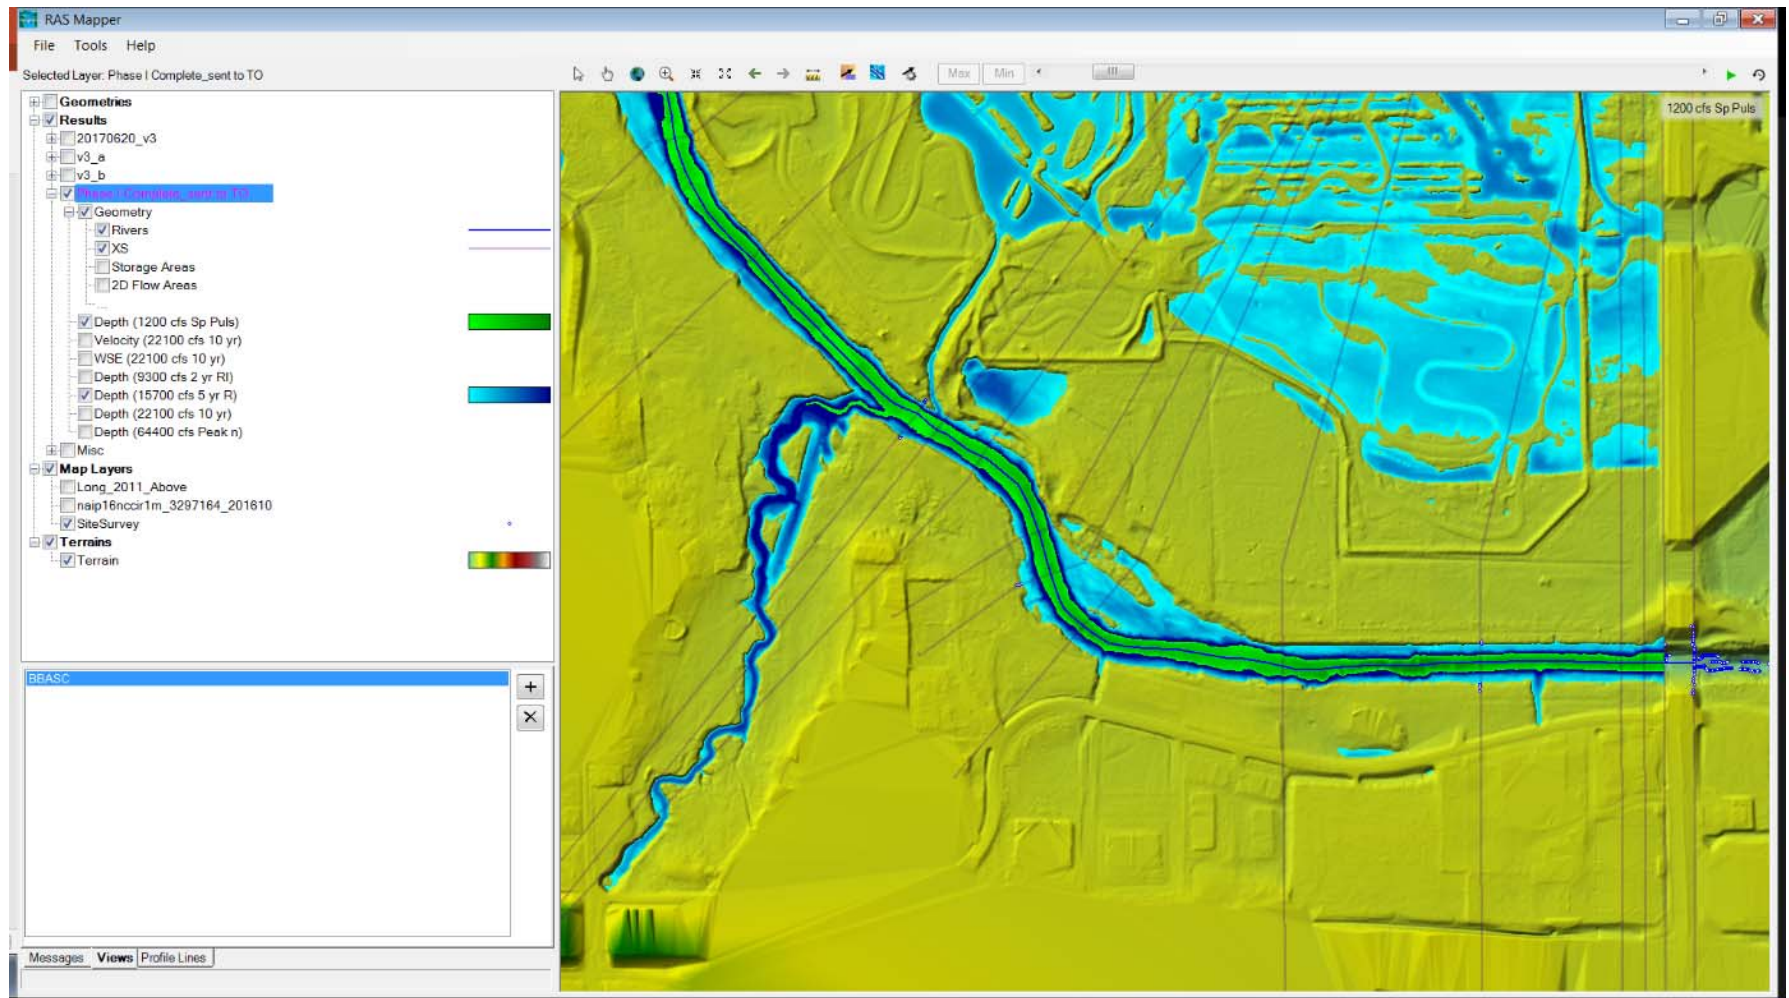 RAS Mapper
File Tools Help
Selected Layer: Phase I Complete_sent to TO
Max Min
Geometries
Results
20170620_v3
v3_a
v3_b
Phase I Complete_sent to TO
Geometry
Rivers
XS
Storage Areas
2D Flow Areas
...
Depth (1200 cfs Sp Puls)
Velocity (22100 cfs 10 yr)
WSE (22100 cfs 10 yr)
Depth (9300 cfs 2 yr RI)
Depth (15700 cfs 5 yr R)
Depth (22100 cfs 10 yr)
Depth (64400 cfs Peak n)
Misc
Map Layers
Long_2011_Above
naip16nccir1m_3297164_201610
SiteSurvey
Terrains
Terrain
BBASC
Messages Views Profile Lines
1200 cfs Sp Puls